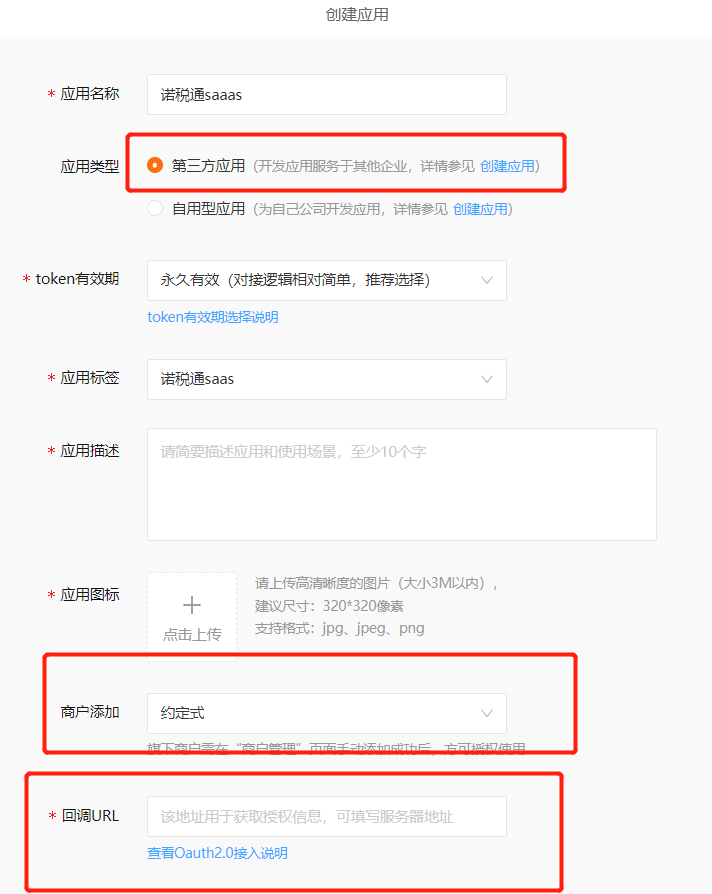 创建应用
* 应用名称 诺税通saaas
应用类型 第三方应用（开发应用服务于其他企业，详情参见 创建应用）
自用型应用（为自己公司开发应用，详情参见 创建应用）
* token有效期 永久有效（对接逻辑相对简单，推荐选择）
token有效期选择说明
* 应用标签 诺税通saas
* 应用描述 请简要描述应用和使用场景，至少10个字
* 应用图标 点击上传
请上传高清晰度的图片（大小3M以内），
建议尺寸：320*320像素
支持格式：jpg、jpeg、png
商户添加 约定式
旗下商户需在“商户管理”页面手动添加成功后，方可授权使用
* 回调URL 该地址用于获取授权信息，可填写服务器地址
查看Oauth2.0接入说明